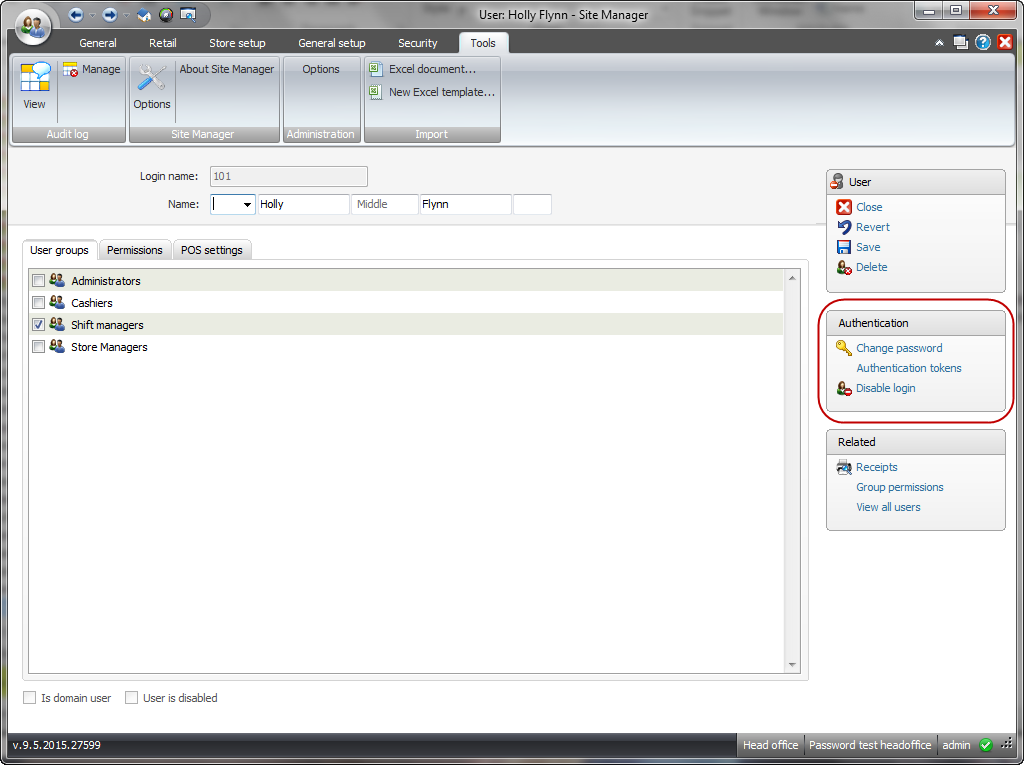 User: Holly Flynn - Site Manager
General Retail Store setup General setup Security Tools
View
Manage
Audit log
Options
About Site Manager
Site Manager
Options
Administration
Excel document...
New Excel template...
Import
Login name: 101
Name: Holly Middle Flynn
User groups Permissions POS settings
Administrators
Cashiers
Shift managers
Store Managers
Is domain user User is disabled
User
Close
Revert
Save
Delete
Authentication
Change password
Authentication tokens
Disable login
Related
Receipts
Group permissions
View all users
v.9.5.2015.27599 Head office Password test headoffice admin